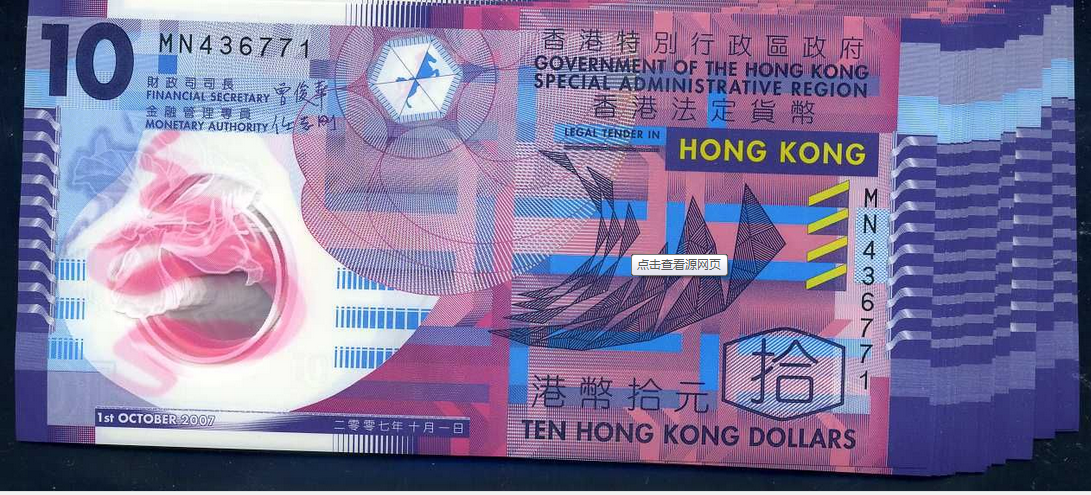 10
MN436771
財政司司長
FINANCIAL SECRETARY
金融管理專員
MONETARY AUTHORITY
香港特別行政區政府
GOVERNMENT OF THE HONG KONG
SPECIAL ADMINISTRATIVE REGION
香港法定貨幣
LEGAL TENDER IN
HONG KONG
MN436771
点击查看源网页
拾
港幣拾元
TEN HONG KONG DOLLARS
1st OCTOBER 2007
二零零七年十月一日